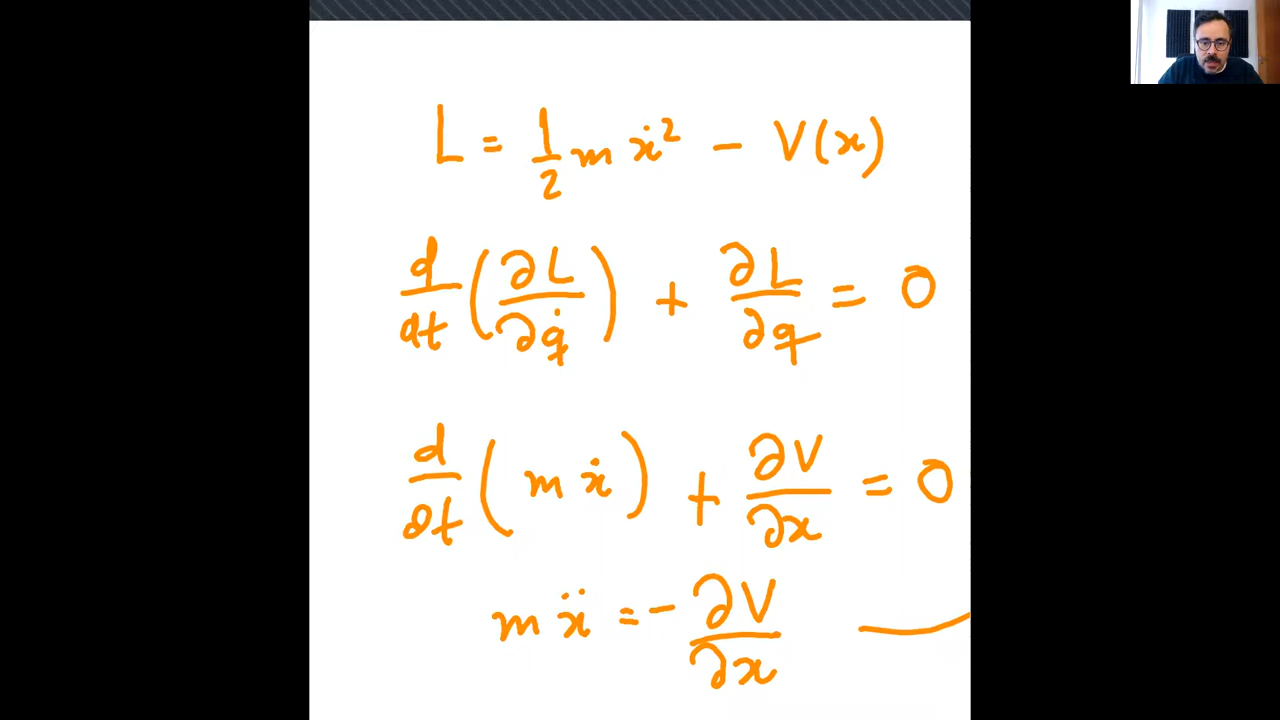 L = 1/2 m ẋ² - V(x)
d/dt (∂L/∂q̇) + ∂L/∂q = 0
d/dt (m ẋ) + ∂V/∂x = 0
m ẍ = - ∂V/∂x